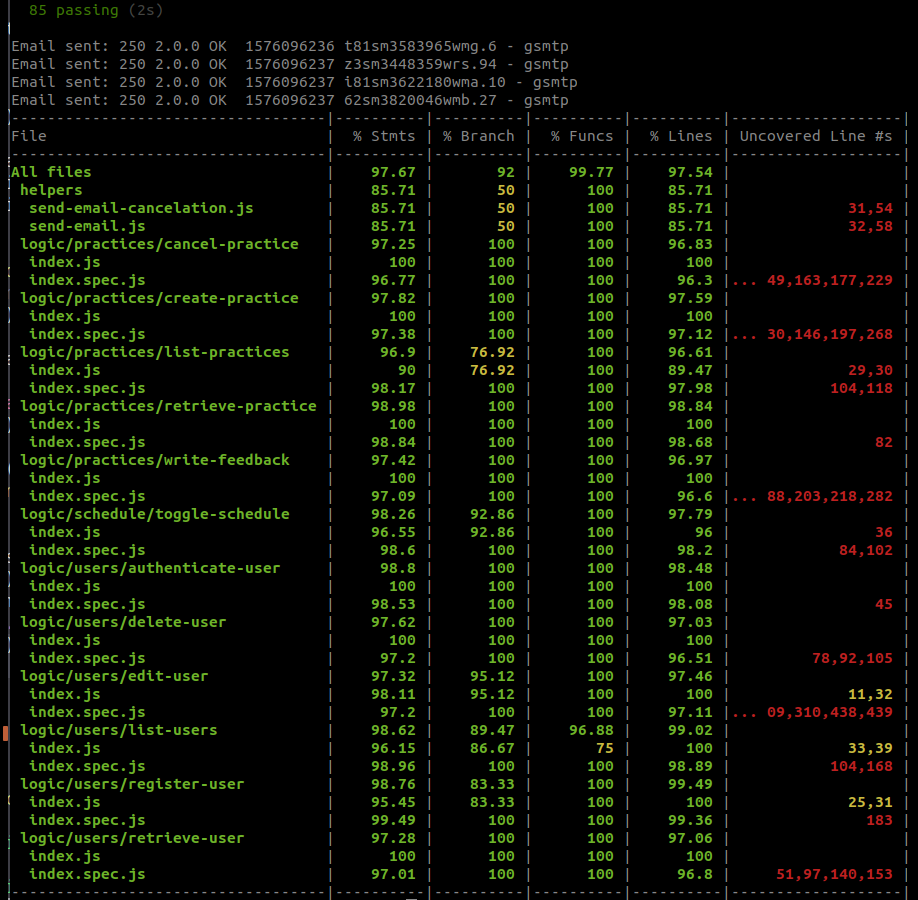 85 passing (2s)
Email sent: 250 2.0.0 OK  1576096236 t81sm3583965wmg.6 - gsmtp
Email sent: 250 2.0.0 OK  1576096237 z3sm3448359wrs.94 - gsmtp
Email sent: 250 2.0.0 OK  1576096237 i81sm3622180wma.10 - gsmtp
Email sent: 250 2.0.0 OK  1576096237 62sm3820046wmb.27 - gsmtp
File | % Stmts | % Branch | % Funcs | % Lines | Uncovered Line #s |
All files | 97.67 | 92 | 99.77 | 97.54 | |
helpers | 85.71 | 50 | 100 | 85.71 | |
send-email-cancelation.js | 85.71 | 50 | 100 | 85.71 | 31,54 |
send-email.js | 85.71 | 50 | 100 | 85.71 | 32,58 |
logic/practices/cancel-practice | 97.25 | 100 | 100 | 96.83 | |
index.js | 100 | 100 | 100 | 100 | |
index.spec.js | 96.77 | 100 | 100 | 96.3 |... 49,163,177,229 |
logic/practices/create-practice | 97.82 | 100 | 100 | 97.59 | |
index.js | 100 | 100 | 100 | 100 | |
index.spec.js | 97.38 | 100 | 100 | 97.12 |... 30,146,197,268 |
logic/practices/list-practices | 96.9 | 76.92 | 100 | 96.61 | |
index.js | 90 | 76.92 | 100 | 89.47 | 29,30 |
index.spec.js | 98.17 | 100 | 100 | 97.98 | 104,118 |
logic/practices/retrieve-practice | 98.98 | 100 | 100 | 98.84 | |
index.js | 100 | 100 | 100 | 100 | |
index.spec.js | 98.84 | 100 | 100 | 98.68 | 82 |
logic/practices/write-feedback | 97.42 | 100 | 100 | 96.97 | |
index.js | 100 | 100 | 100 | 100 | |
index.spec.js | 97.09 | 100 | 100 | 96.6 |... 88,203,218,282 |
logic/schedule/toggle-schedule | 98.26 | 92.86 | 100 | 97.79 | |
index.js | 96.55 | 92.86 | 100 | 96 | 36 |
index.spec.js | 98.6 | 100 | 100 | 98.2 | 84,102 |
logic/users/authenticate-user | 98.8 | 100 | 100 | 98.48 | |
index.js | 100 | 100 | 100 | 100 | |
index.spec.js | 98.53 | 100 | 100 | 98.08 | 45 |
logic/users/delete-user | 97.62 | 100 | 100 | 97.03 | |
index.js | 100 | 100 | 100 | 100 | |
index.spec.js | 97.2 | 100 | 100 | 96.51 | 78,92,105 |
logic/users/edit-user | 97.32 | 95.12 | 100 | 97.46 | |
index.js | 98.11 | 95.12 | 100 | 100 | 11,32 |
index.spec.js | 97.2 | 100 | 100 | 97.11 |... 09,310,438,439 |
logic/users/list-users | 98.62 | 89.47 | 96.88 | 99.02 | |
index.js | 96.15 | 86.67 | 75 | 100 | 33,39 |
index.spec.js | 98.96 | 100 | 100 | 98.89 | 104,168 |
logic/users/register-user | 98.76 | 83.33 | 100 | 99.49 | |
index.js | 95.45 | 83.33 | 100 | 100 | 25,31 |
index.spec.js | 99.49 | 100 | 100 | 99.36 | 183 |
logic/users/retrieve-user | 97.28 | 100 | 100 | 97.06 | |
index.js | 100 | 100 | 100 | 100 | |
index.spec.js | 97.01 | 100 | 100 | 96.8 | 51,97,140,153 |